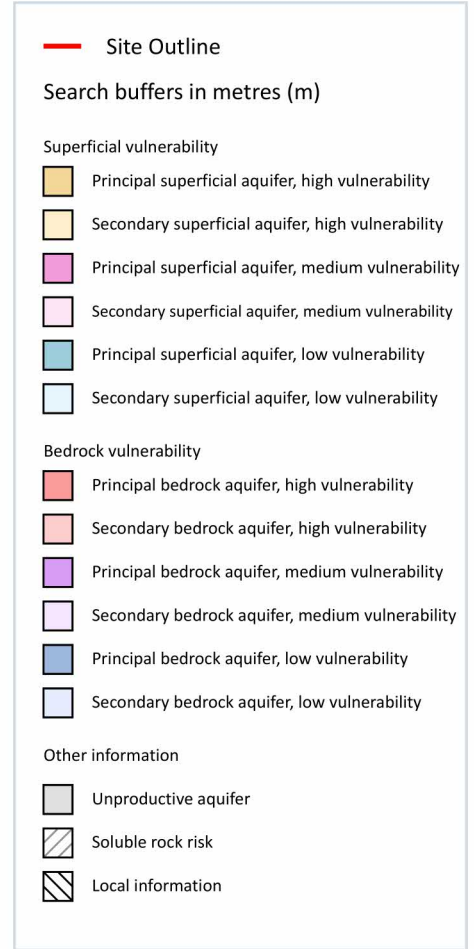 Site Outline
Search buffers in metres (m)
Superficial vulnerability
Principal superficial aquifer, high vulnerability
Secondary superficial aquifer, high vulnerability
Principal superficial aquifer, medium vulnerability
Secondary superficial aquifer, medium vulnerability
Principal superficial aquifer, low vulnerability
Secondary superficial aquifer, low vulnerability
Bedrock vulnerability
Principal bedrock aquifer, high vulnerability
Secondary bedrock aquifer, high vulnerability
Principal bedrock aquifer, medium vulnerability
Secondary bedrock aquifer, medium vulnerability
Principal bedrock aquifer, low vulnerability
Secondary bedrock aquifer, low vulnerability
Other information
Unproductive aquifer
Soluble rock risk
Local information